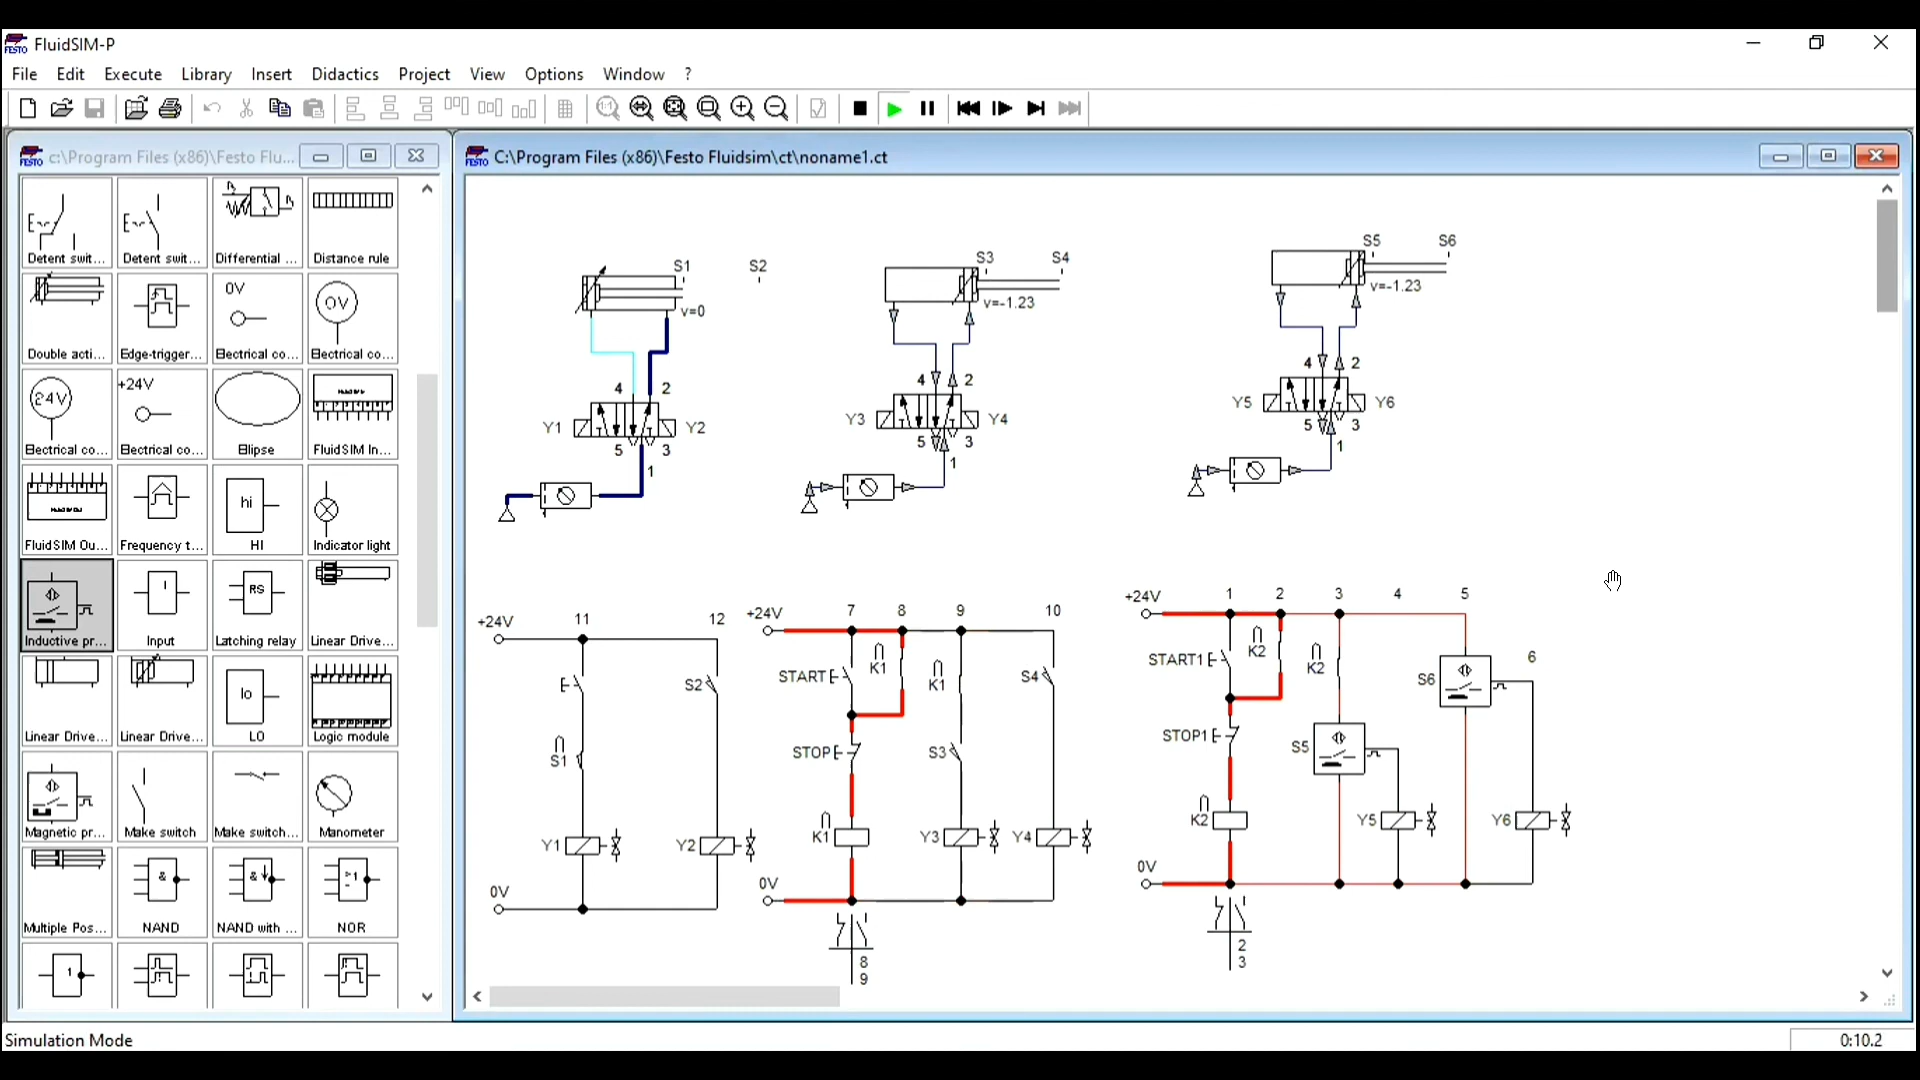 FluidSIM-P
FESTO
File Edit Execute Library Insert Didactics Project View Options Window ?
c:\Program Files (x86)\Festo Flu...
C:\Program Files (x86)\Festo Fluidsim\ct\noname1.ct
Detent swit... Detent swit... Differential ... Distance rule
0V 0V
Double acti... Edge-trigger... Electrical co... Electrical co...
24V +24V
Electrical co... Electrical co... Ellipse FluidSIM In...
hi
FluidSIM Ou... Frequency t... HI Indicator light
I RS
Inductive pr... Input Latching relay Linear Drive...
lo
Linear Drive... Linear Drive... LO Logic module
Magnetic pr... Make switch Make switch... Manometer
& & >1
Multiple Pos... NAND NAND with ... NOR
1
S1 S2
v=0
4 2
Y1 Y2
5 3
1
S3 S4
v=-1.23
4 2
Y3 Y4
5 3
1
S5 S6
v=-1.23
4 2
Y5 Y6
5 3
1
+24V 11 12
S2
S1
Y1 Y2
0V
+24V 7 8 9 10
START K1 K1 S4
STOP S3
K1 Y3 Y4
0V
8
9
+24V 1 2 3 4 5
START1 K2 K2 S6 6
STOP1 S5
K2 Y5 Y6
0V
2
3
Simulation Mode 0:10.2